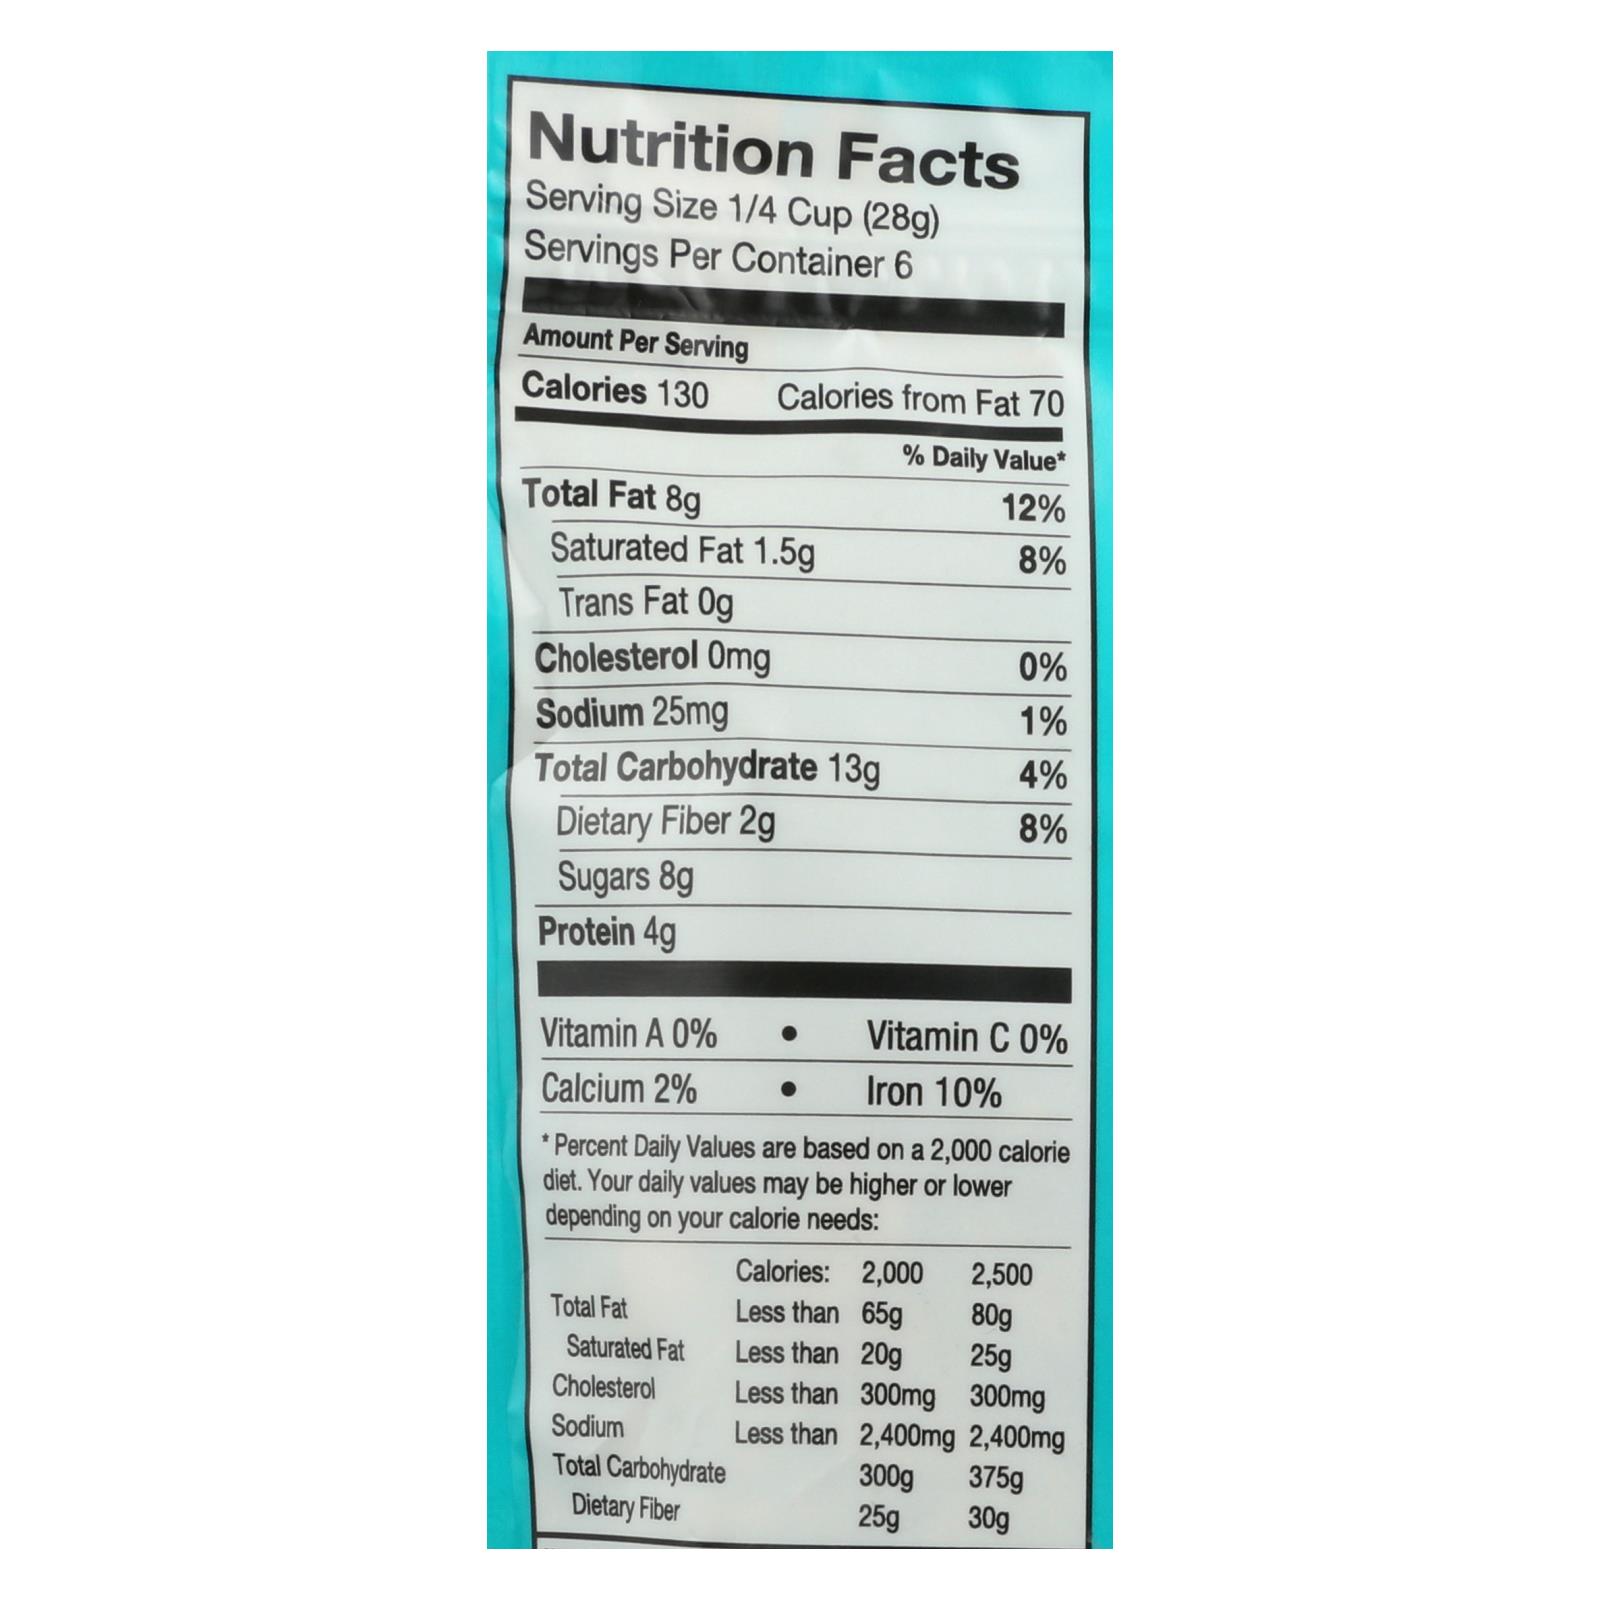 Nutrition Facts
Serving Size 1/4 Cup (28g)
Servings Per Container 6
Amount Per Serving
Calories 130 Calories from Fat 70
% Daily Value*
Total Fat 8g 12%
Saturated Fat 1.5g 8%
Trans Fat 0g
Cholesterol 0mg 0%
Sodium 25mg 1%
Total Carbohydrate 13g 4%
Dietary Fiber 2g 8%
Sugars 8g
Protein 4g
Vitamin A 0% • Vitamin C 0%
Calcium 2% • Iron 10%
* Percent Daily Values are based on a 2,000 calorie
diet. Your daily values may be higher or lower
depending on your calorie needs:
Calories: 2,000 2,500
Total Fat Less than 65g 80g
Saturated Fat Less than 20g 25g
Cholesterol Less than 300mg 300mg
Sodium Less than 2,400mg 2,400mg
Total Carbohydrate 300g 375g
Dietary Fiber 25g 30g